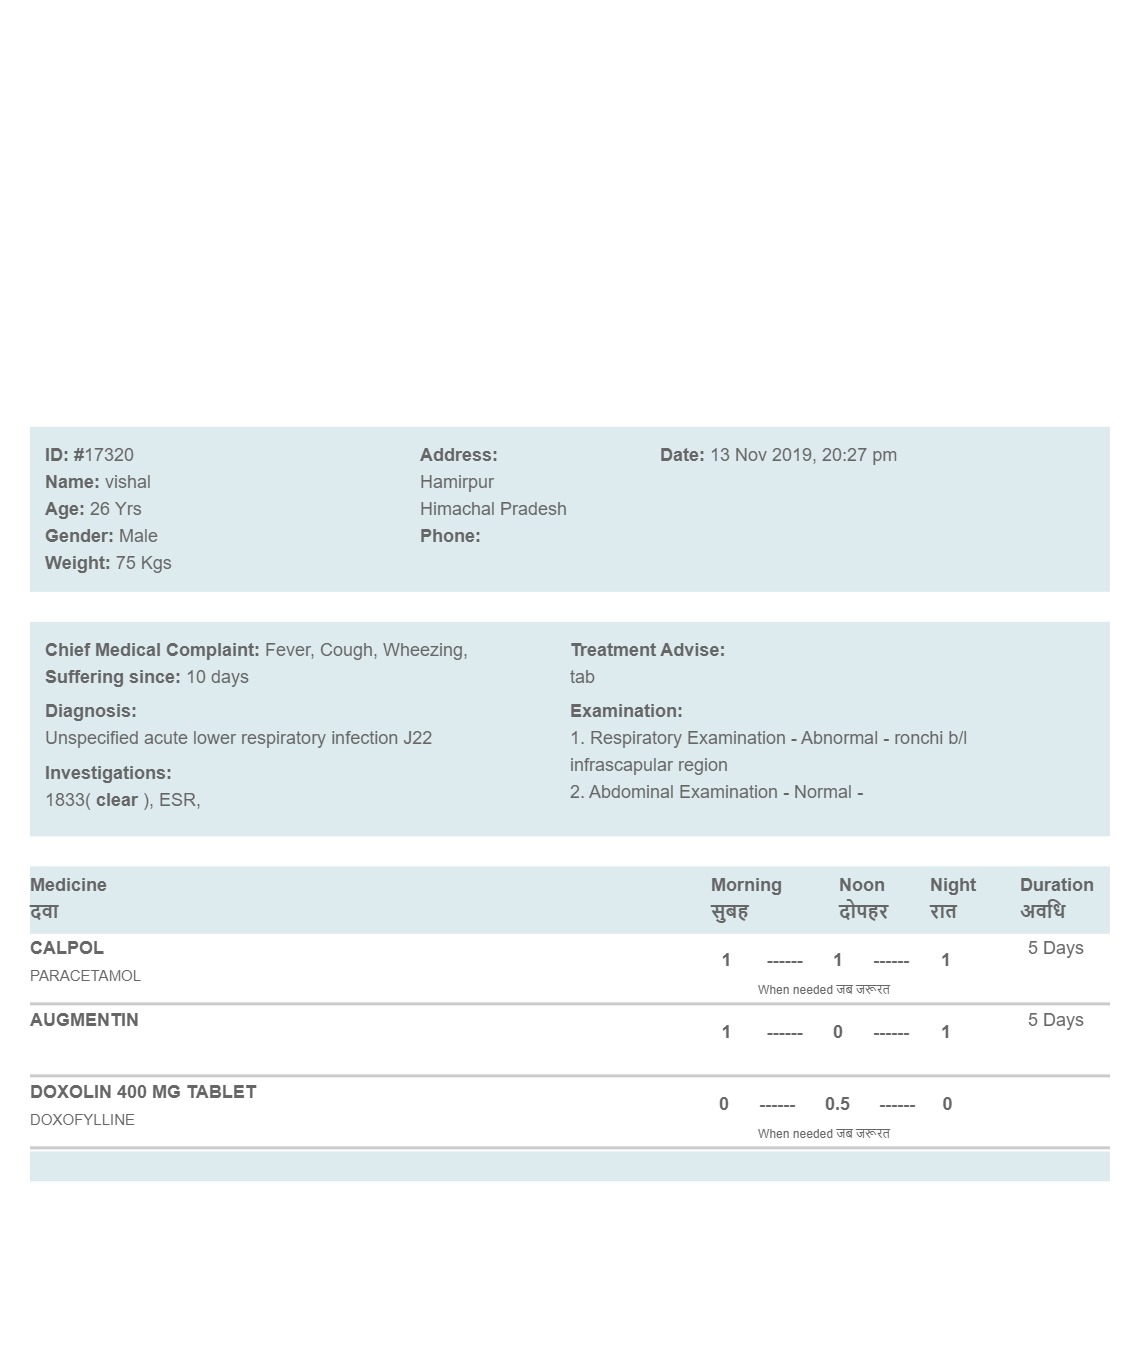 ID: #17320
Name: vishal
Age: 26 Yrs
Gender: Male
Weight: 75 Kgs
Address:
Hamirpur
Himachal Pradesh
Phone:
Date: 13 Nov 2019, 20:27 pm
Chief Medical Complaint: Fever, Cough, Wheezing,
Suffering since: 10 days
Diagnosis:
Unspecified acute lower respiratory infection J22
Investigations:
1833( clear ), ESR,
Treatment Advise:
tab
Examination:
1. Respiratory Examination - Abnormal - ronchi b/l
infrascapular region
2. Abdominal Examination - Normal -
Medicine Morning Noon Night Duration
दवा सुबह दोपहर रात अवधि
CALPOL 5 Days
1 ------ 1 ------ 1
PARACETAMOL
When needed जब जरूरत
AUGMENTIN 5 Days
1 ------ 0 ------ 1
DOXOLIN 400 MG TABLET
0 ------ 0.5 ------ 0
DOXOFYLLINE
When needed जब जरूरत